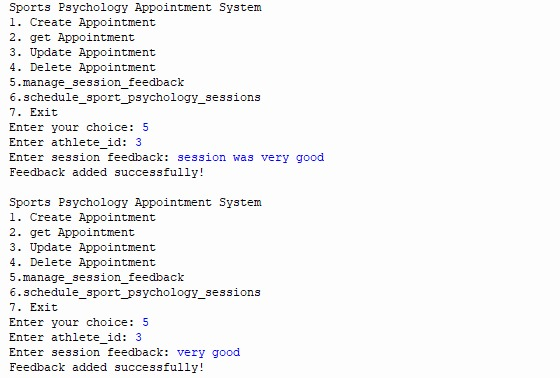 Sports Psychology Appointment System
1. Create Appointment
2. get Appointment
3. Update Appointment
4. Delete Appointment
5.manage_session_feedback
6.schedule_sport_psychology_sessions
7. Exit
Enter your choice: 5
Enter athlete_id: 3
Enter session feedback: session was very good
Feedback added successfully!
Sports Psychology Appointment System
1. Create Appointment
2. get Appointment
3. Update Appointment
4. Delete Appointment
5.manage_session_feedback
6.schedule_sport_psychology_sessions
7. Exit
Enter your choice: 5
Enter athlete_id: 3
Enter session feedback: very good
Feedback added successfully!